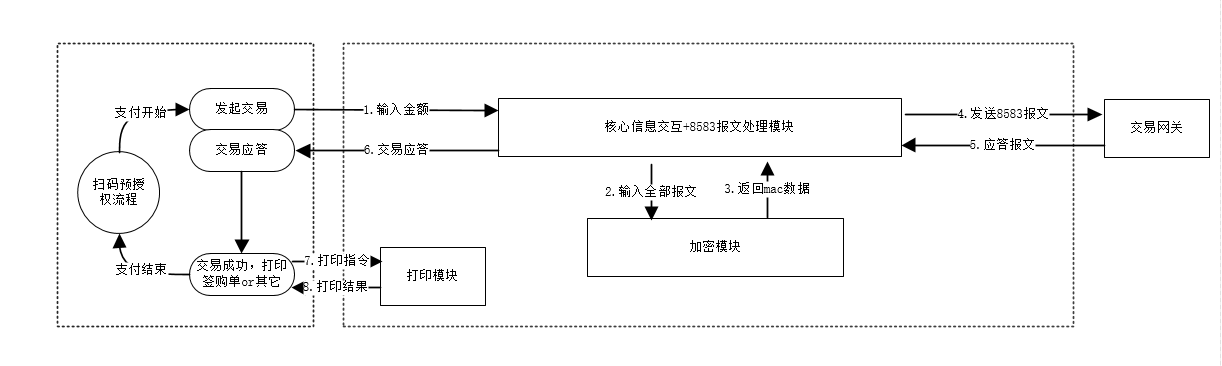 支付开始
发起交易
1.输入金额
核心信息交互+8583报文处理模块
4.发送8583报文
交易网关
交易应答
6.交易应答
5.应答报文
扫码预授
权流程
2.输入全部报文
3.返回mac数据
加密模块
支付结束
交易成功，打印
签购单or其它
7.打印指令
8.打印结果
打印模块